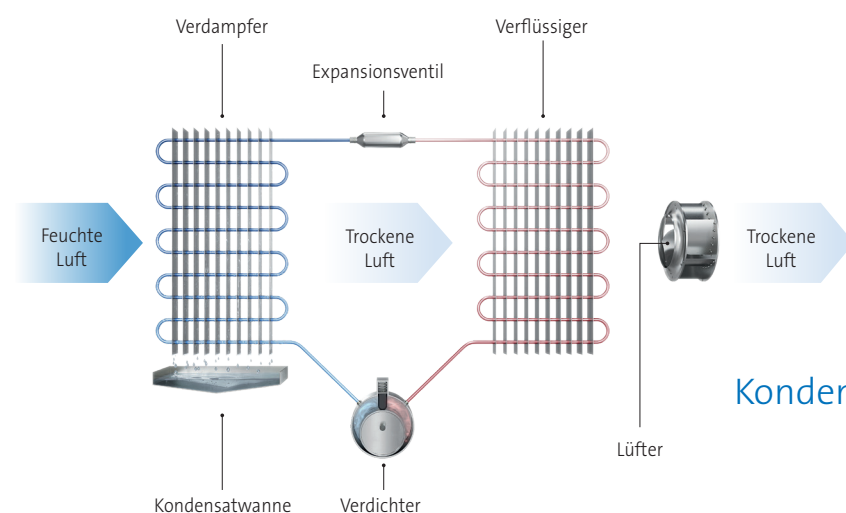 Verdampfer
Verflüssiger
Expansionsventil
Feuchte
Luft
Trockene
Luft
Trockene
Luft
Konder
Lüfter
Kondensatwanne
Verdichter